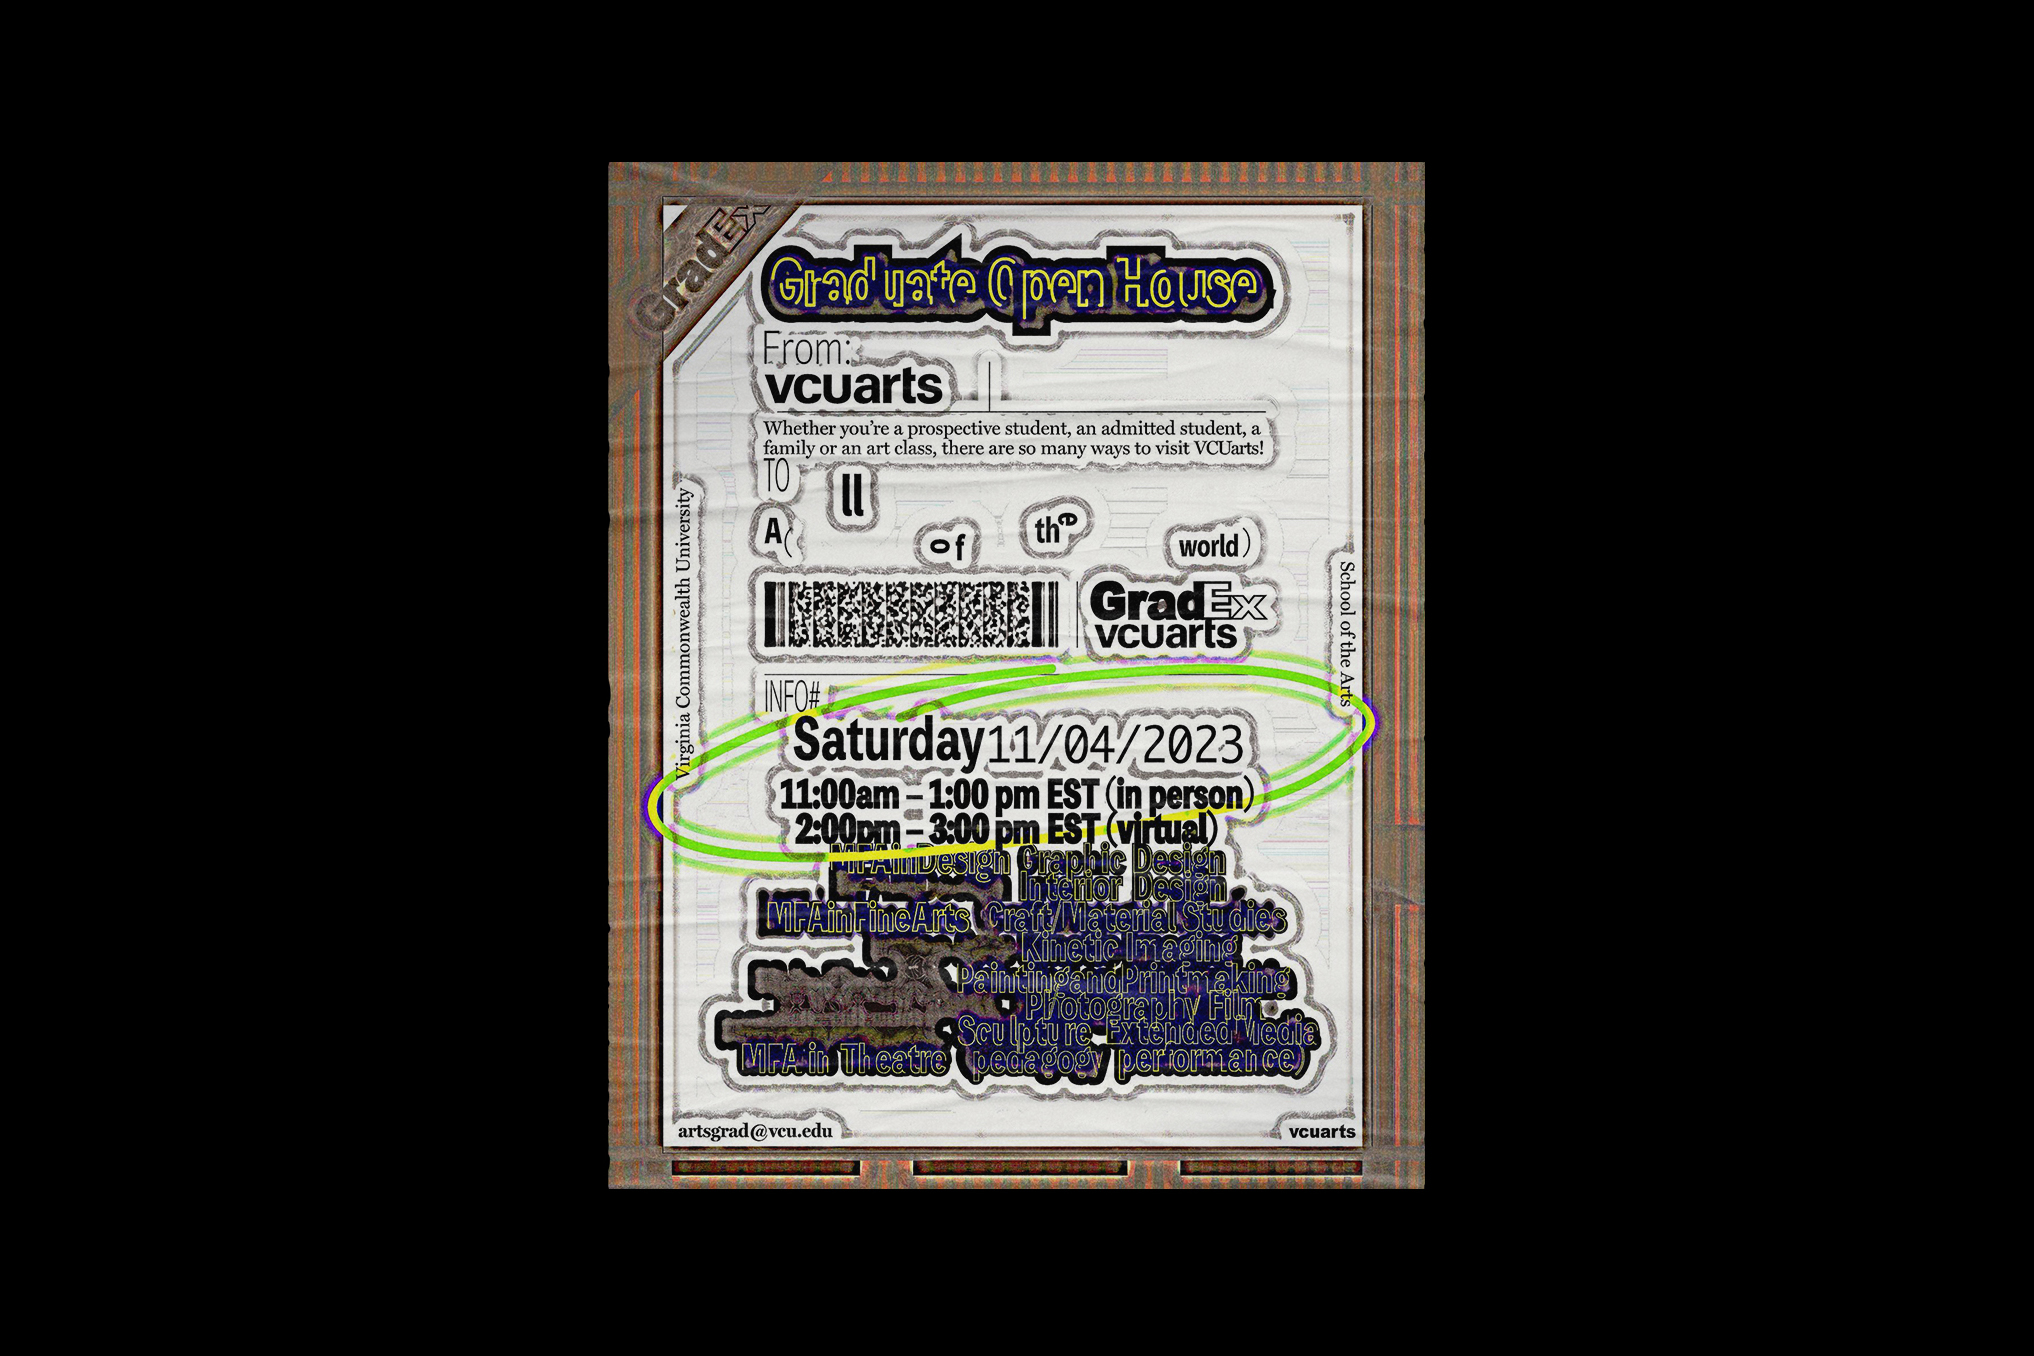 GradEx
Graduate Open House
From:
vcuarts
Whether you're a prospective student, an admitted student, a
family or an art class, there are so many ways to visit VCUarts!
TO
A(ll of the world)
GradEx
vcuarts
INFO#
Saturday 11/04/2023
11:00am – 1:00 pm EST (in person)
2:00pm – 3:00 pm EST (virtual)
MFAinDesign Graphic Design
Interior Design
MFAinFineArts Craft/Material Studies
Kinetic Imaging
PaintingandPrintmaking
Photography Film
Sculpture Extended Media
MFA in Theatre (pedagogy performance)
Virginia Commonwealth University
School of the Arts
artsgrad@vcu.edu
vcuarts